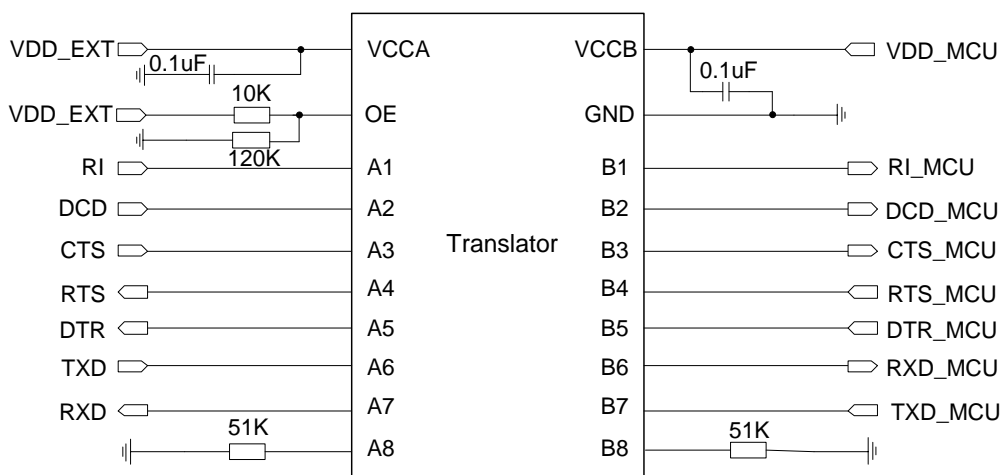 VDD_EXT VCCA VCCB VDD_MCU
0.1uF 0.1uF
10K
VDD_EXT OE GND
120K
RI A1 B1 RI_MCU
DCD A2 B2 DCD_MCU
CTS A3 B3 CTS_MCU
Translator
RTS A4 B4 RTS_MCU
DTR A5 B5 DTR_MCU
TXD A6 B6 RXD_MCU
RXD A7 B7 TXD_MCU
51K A8 B8 51K